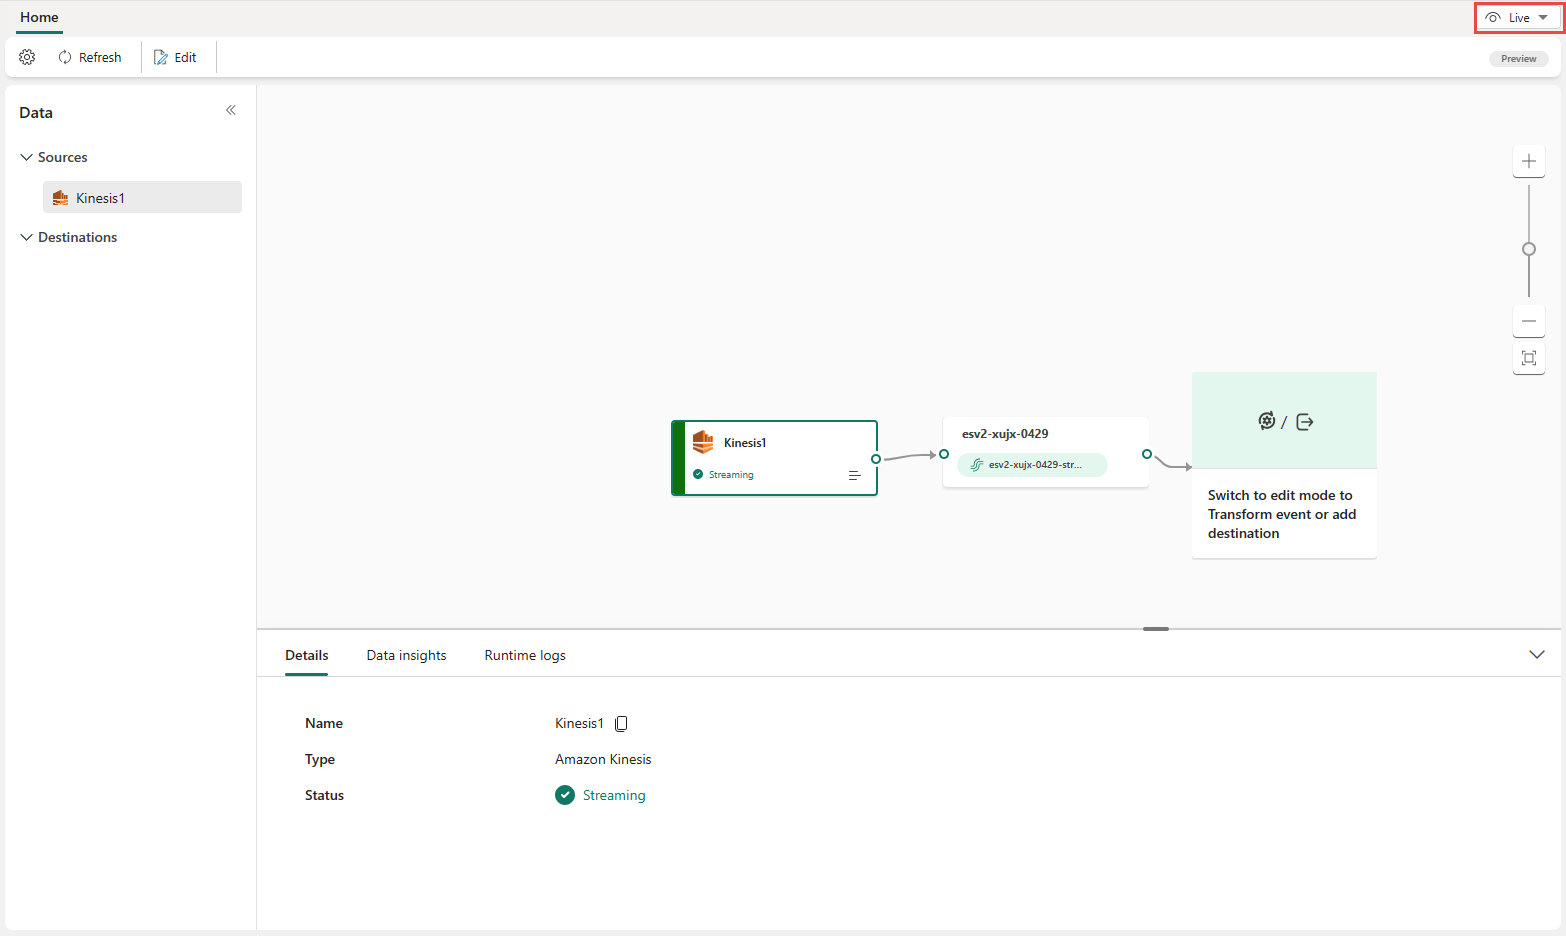 Home
Live
Refresh
Edit
Preview
Data
Sources
Kinesis1
Destinations
Kinesis1
Streaming
esv2-xujx-0429
esv2-xujx-0429-str...
/
Switch to edit mode to
Transform event or add
destination
Details
Data insights
Runtime logs
Name
Kinesis1
Type
Amazon Kinesis
Status
Streaming